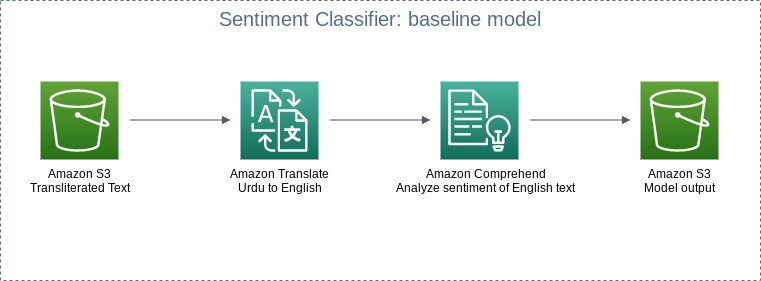 Sentiment Classifier: baseline model
A
文
Amazon S3
Transliterated Text
Amazon Translate
Urdu to English
Amazon Comprehend
Analyze sentiment of English text
Amazon S3
Model output